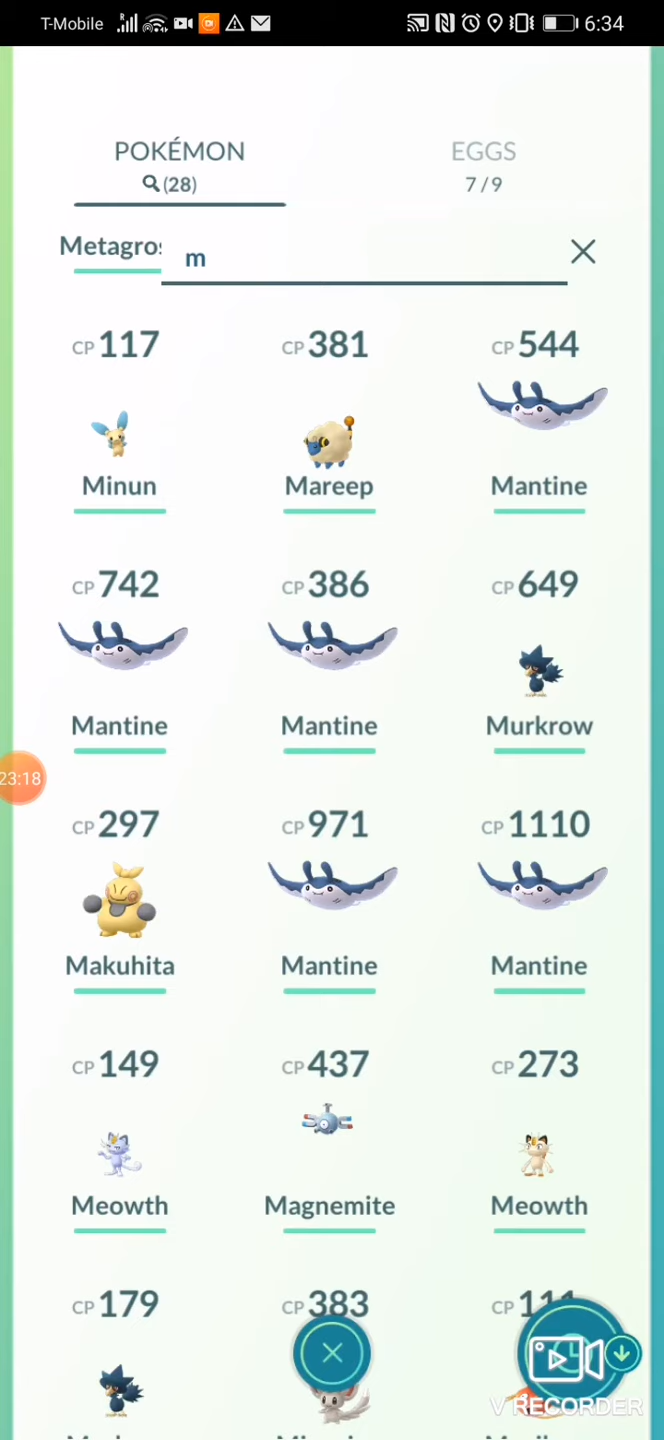 T-Mobile 6:34
POKÉMON EGGS
(28) 7 / 9
Metagros
m
CP 117 CP 381 CP 544
Minun Mareep Mantine
CP 742 CP 386 CP 649
Mantine Mantine Murkrow
23:18
CP 297 CP 971 CP 1110
Makuhita Mantine Mantine
CP 149 CP 437 CP 273
Meowth Magnemite Meowth
CP 179 CP 383 CP 111
V RECORDER